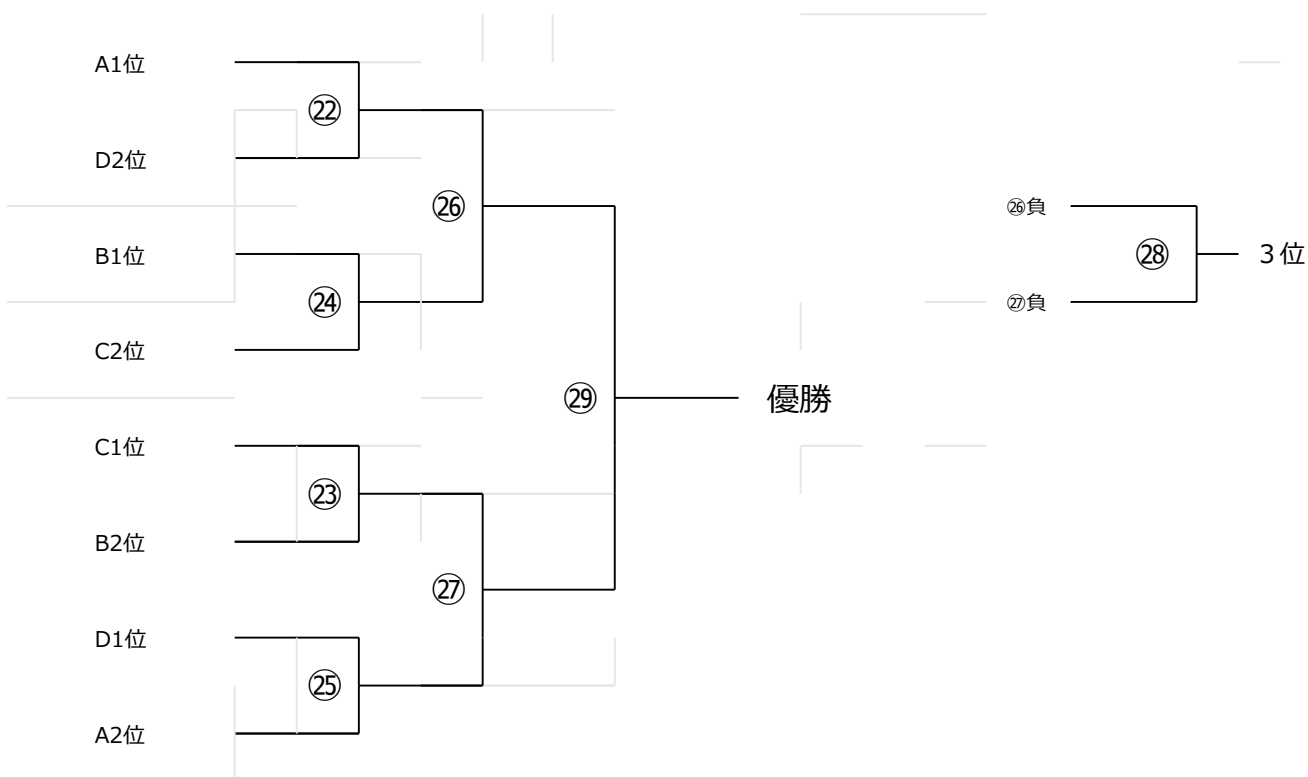 A1位
㉒
D2位
㉖
㉖負
B1位
㉘
３位
㉔
㉗負
C2位
㉙
優勝
C1位
㉓
B2位
㉗
D1位
㉕
A2位